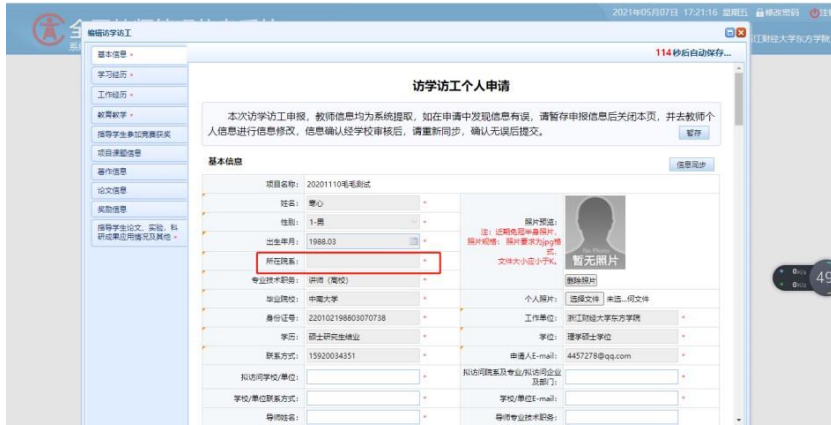 2021年05月07日 17:21:16 星期五 修改密码
系
江财经大学东方学院
编辑访学访工
114秒后自动保存...
基本信息 *
学习经历 *
工作经历 *
教育教学 *
指导学生参加竞赛获奖
项目课题信息
著作信息
论文信息
奖励信息
指导学生论文、实验、科
研成果应用情况及其他 *
访学访工个人申请
本次访学访工申报，教师信息均为系统提取，如在申请中发现信息有误，请暂存申报信息后关闭本页，并去教师个
人信息进行信息修改，信息确认经学校审核后，请重新同步，确认无误后提交。
暂存
基本信息
信息同步
项目名称： 20201110毛毛测试
姓名： 骞心 *
性别： 1-男 *
出生年月： 1988.03 *
所在院系： *
专业技术职务： 讲师（高校） *
照片预览：
注：近期免冠半身照片，
照片规格：照片要求为jpg格
式，
文件大小应小于K。
No Photo
暂无照片
删除照片
毕业院校： 中南大学 *
个人照片： 选择文件 未选...何文件
身份证号： 220102198803070738 *
工作单位： 浙江财经大学东方学院 *
学历： 硕士研究生结业 *
学位： 理学硕士学位 *
联系方式： 15920034351 *
申请人E-mail： 4457278@qq.com *
拟访问学校/单位： *
拟访问院系及专业/拟访问企业
及部门： *
学校/单位联系方式： *
学校/单位E-mail： *
导师姓名： *
导师专业技术职务： *
49